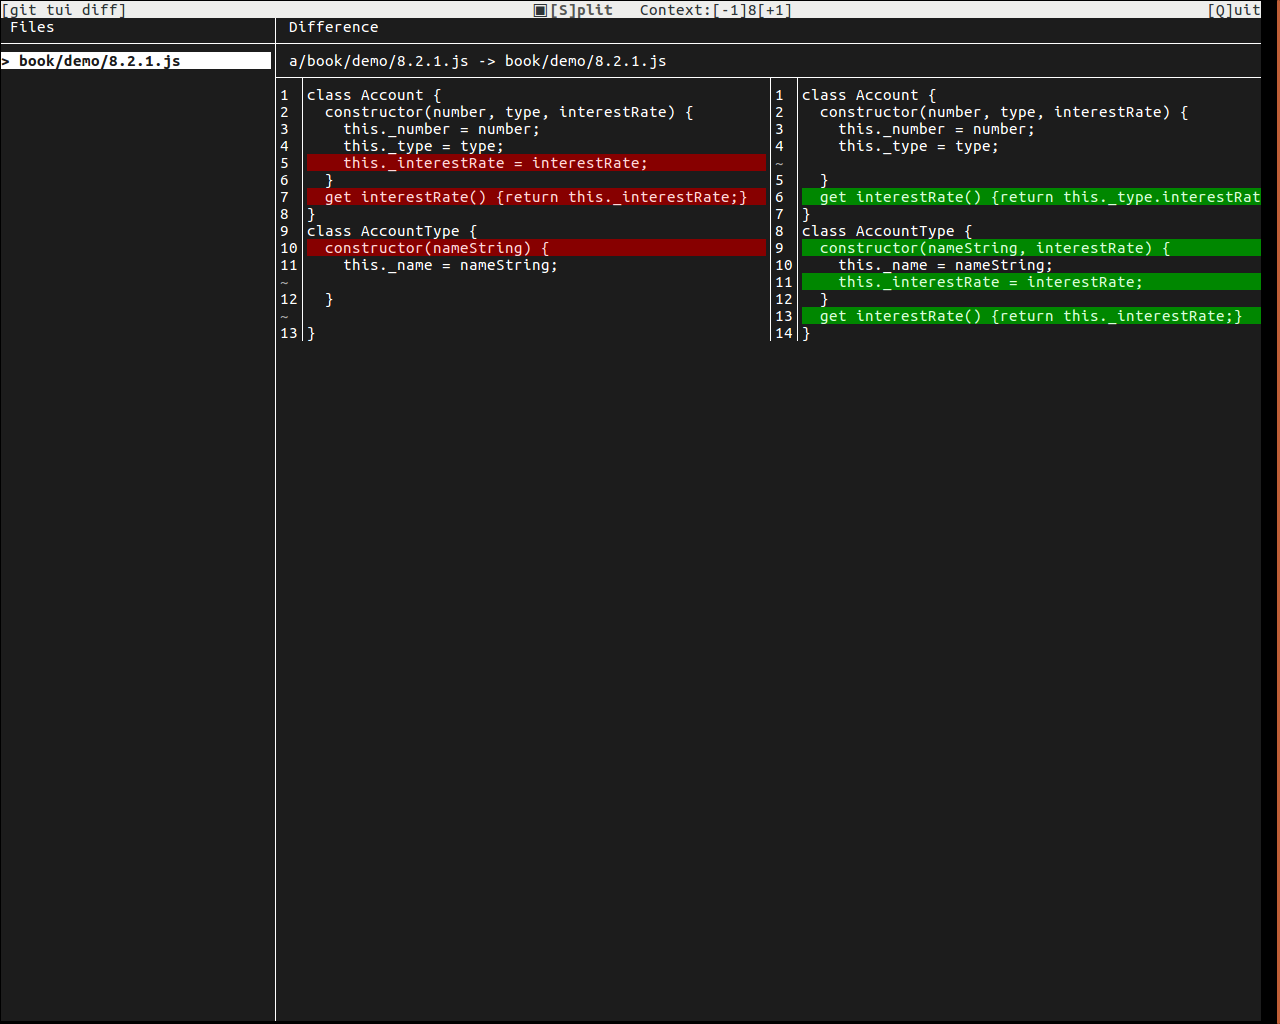 [git tui diff] ▣[S]plit Context:[-1]8[+1] [Q]uit
Files
Difference
> book/demo/8.2.1.js
a/book/demo/8.2.1.js -> book/demo/8.2.1.js
1 class Account {
2   constructor(number, type, interestRate) {
3     this._number = number;
4     this._type = type;
5     this._interestRate = interestRate;
6   }
7   get interestRate() {return this._interestRate;}
8 }
9 class AccountType {
10   constructor(nameString) {
11     this._name = nameString;
~
12   }
~
13 }
1 class Account {
2   constructor(number, type, interestRate) {
3     this._number = number;
4     this._type = type;
~
5   }
6   get interestRate() {return this._type.interestRat
7 }
8 class AccountType {
9   constructor(nameString, interestRate) {
10     this._name = nameString;
11     this._interestRate = interestRate;
12   }
13   get interestRate() {return this._interestRate;}
14 }